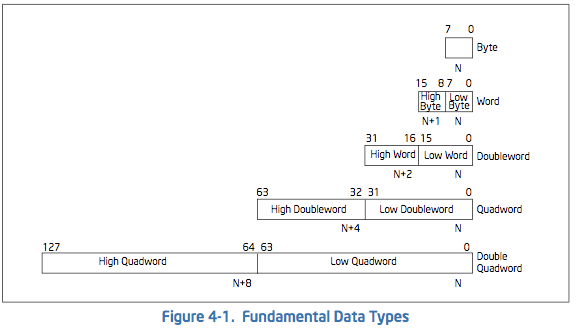 7 0
Byte
N
15 8 7 0
High Byte Low Byte Word
N+1 N
31 16 15 0
High Word Low Word Doubleword
N+2 N
63 32 31 0
High Doubleword Low Doubleword Quadword
N+4 N
127 64 63 0
High Quadword Low Quadword Double Quadword
N+8 N
Figure 4-1. Fundamental Data Types